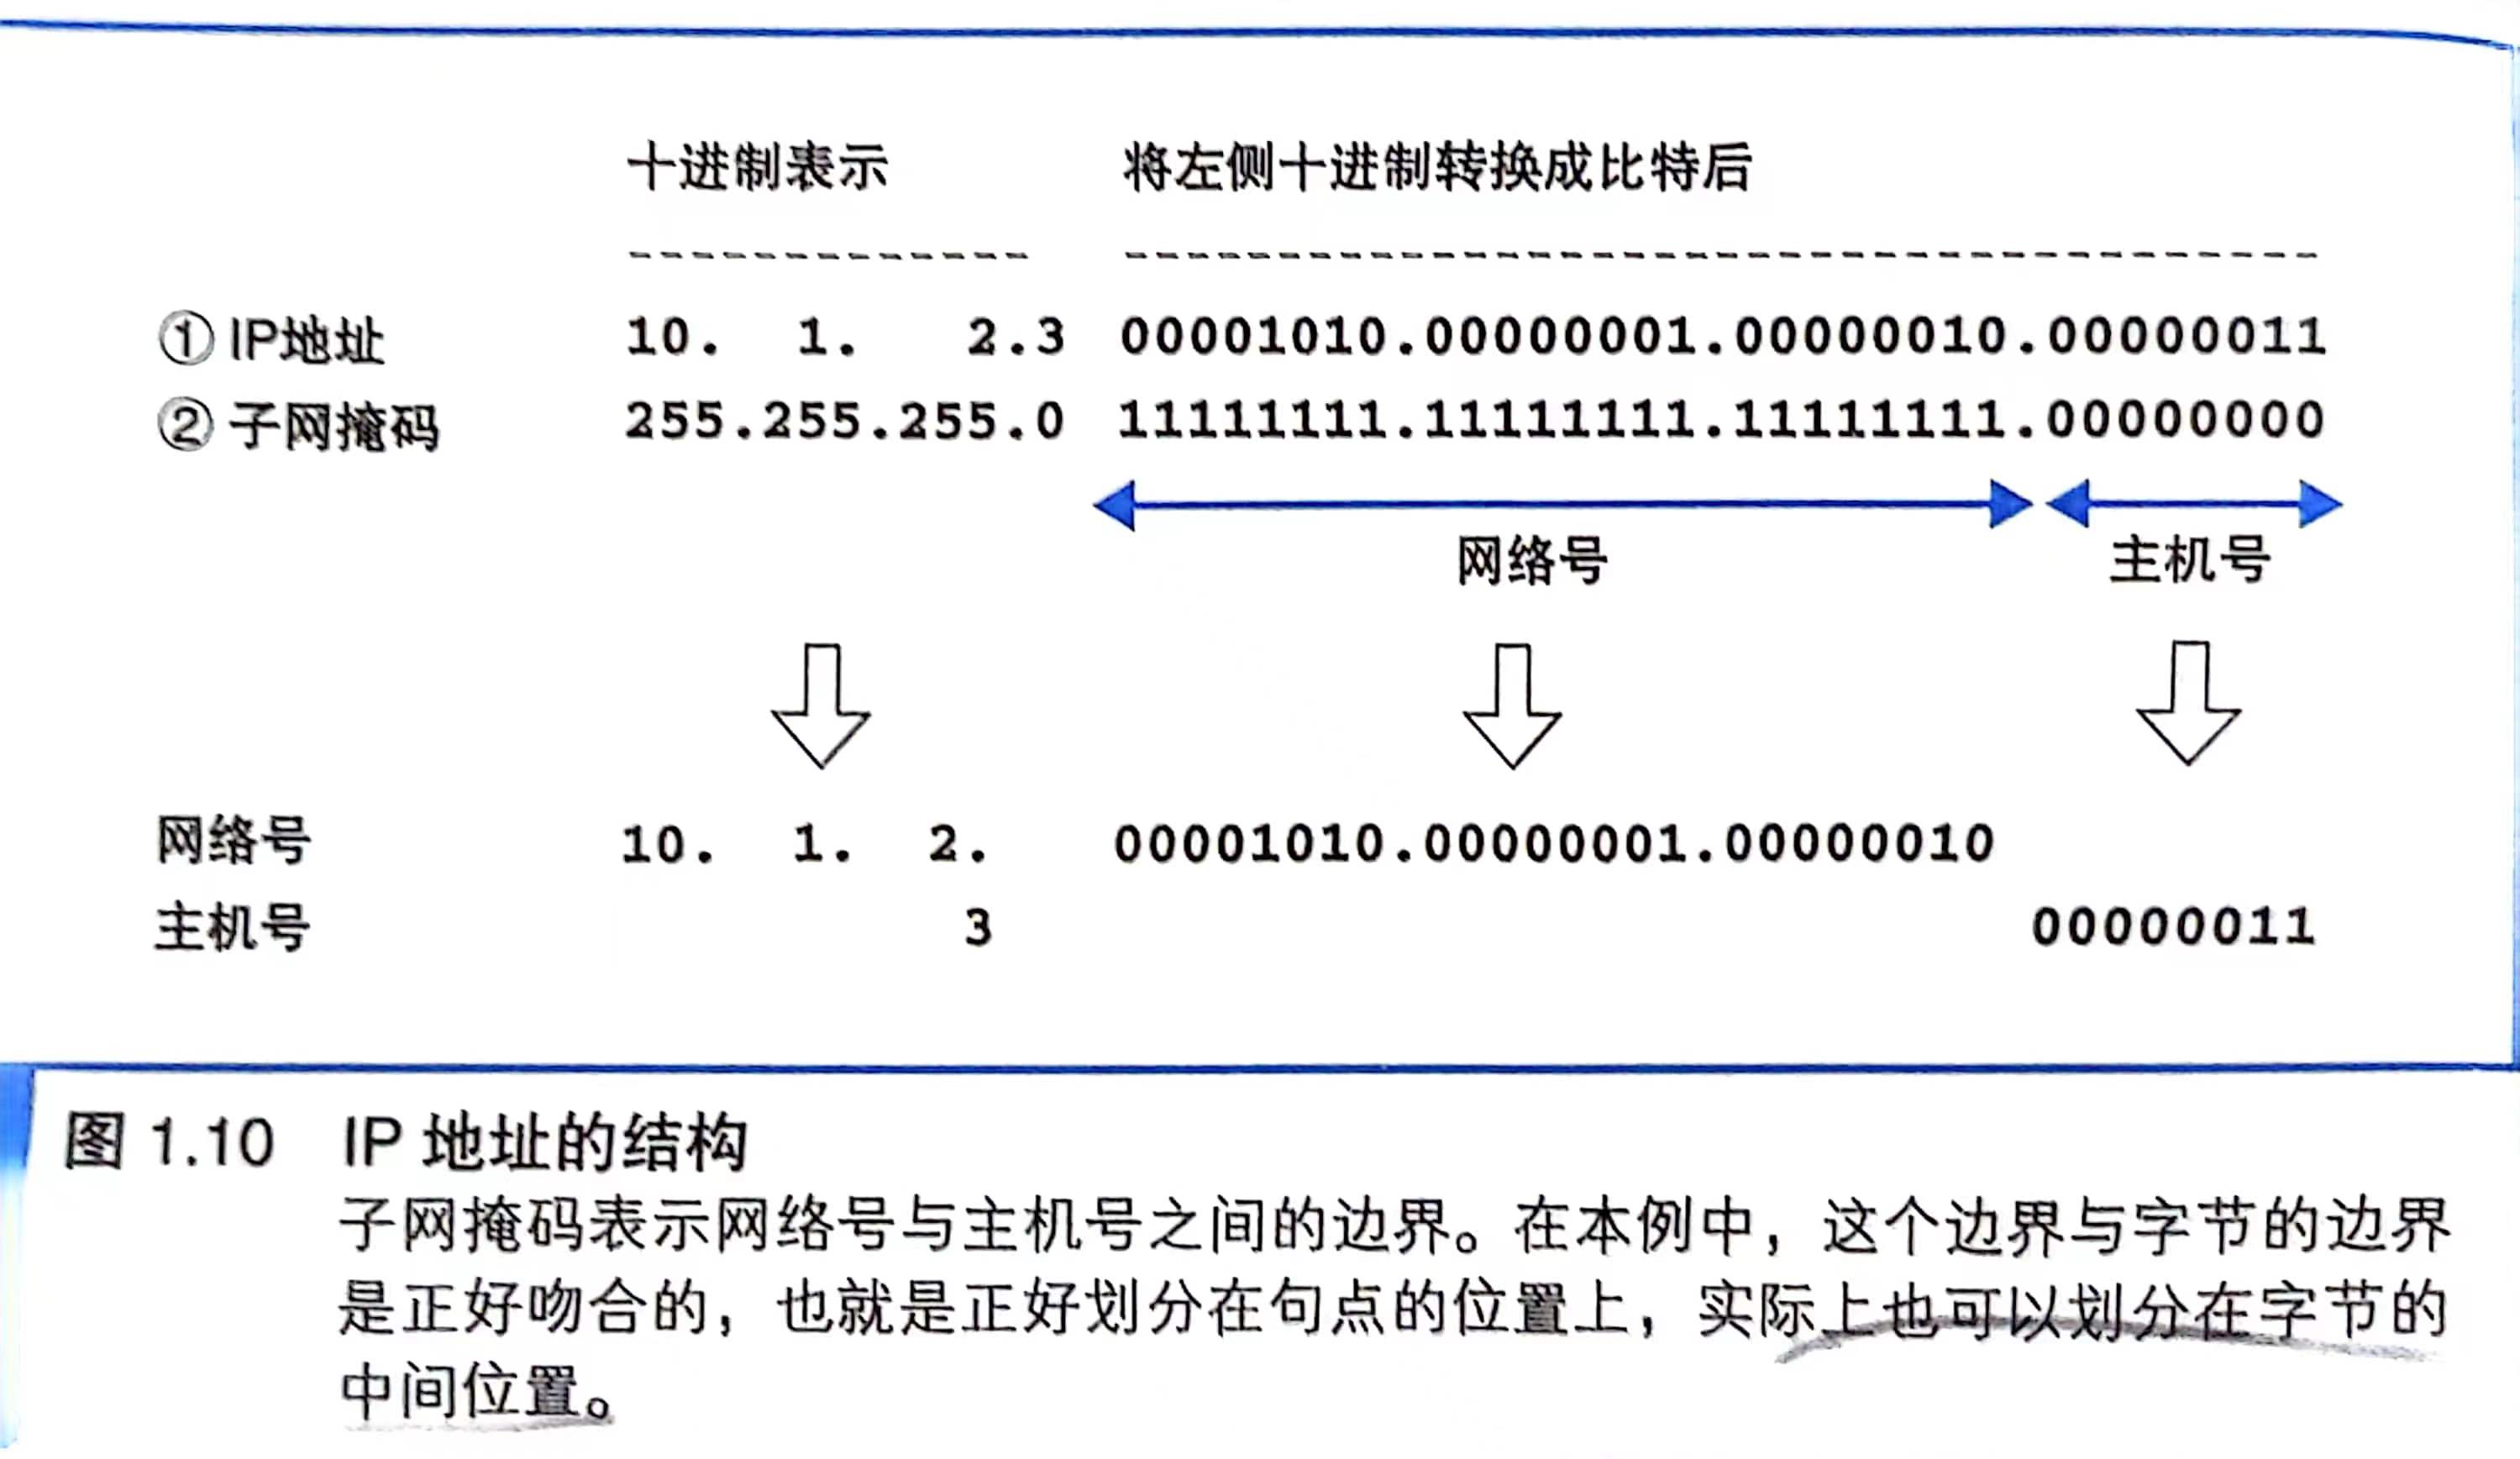 十进制表示 将左侧十进制转换成比特后
① IP地址 10. 1. 2.3 00001010.00000001.00000010.00000011
② 子网掩码 255.255.255.0 11111111.11111111.11111111.00000000
网络号 主机号
网络号 10. 1. 2. 00001010.00000001.00000010
主机号 3 00000011
图 1.10 IP 地址的结构
子网掩码表示网络号与主机号之间的边界。在本例中，这个边界与字节的边界
是正好吻合的，也就是正好划分在句点的位置上，实际上也可以划分在字节的
中间位置。